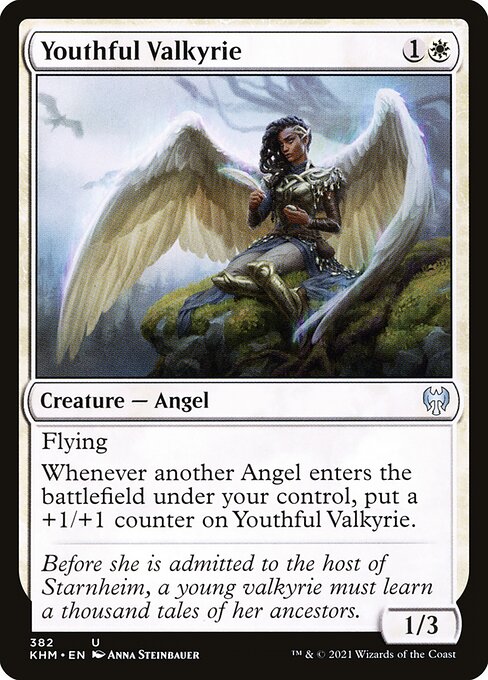 Youthful Valkyrie 1
Creature — Angel
Flying
Whenever another Angel enters the
battlefield under your control, put a
+1/+1 counter on Youthful Valkyrie.
Before she is admitted to the host of
Starnheim, a young valkyrie must learn
a thousand tales of her ancestors.
1/3
382 U
KHM • EN Anna Steinbauer ™ & © 2021 Wizards of the Coast